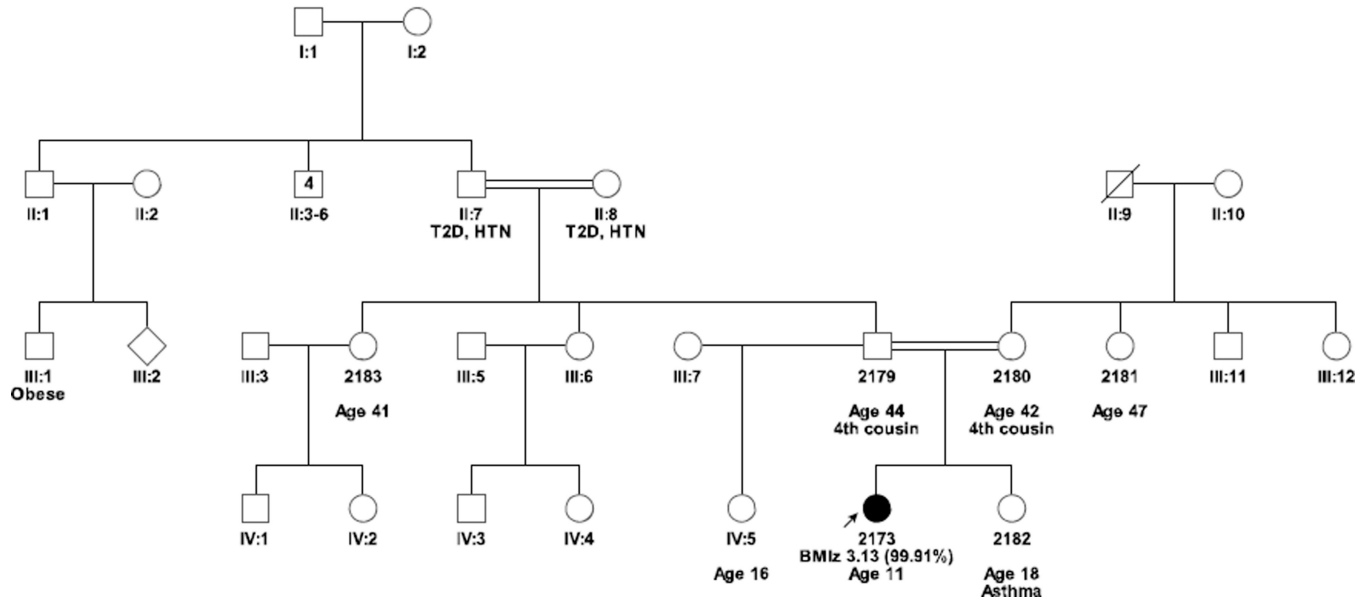 I:1 I:2
4
II:1 II:2 II:3-6 II:7 II:8 II:9 II:10
T2D, HTN T2D, HTN
III:1 III:2 III:3 2183 III:5 III:6 III:7 2179 2180 2181 III:11 III:12
Obese
Age 41 Age 44 Age 42 Age 47
4th cousin 4th cousin
IV:1 IV:2 IV:3 IV:4 IV:5 2173 2182
BMIz 3.13 (99.91%)
Age 16 Age 11 Age 18
Asthma